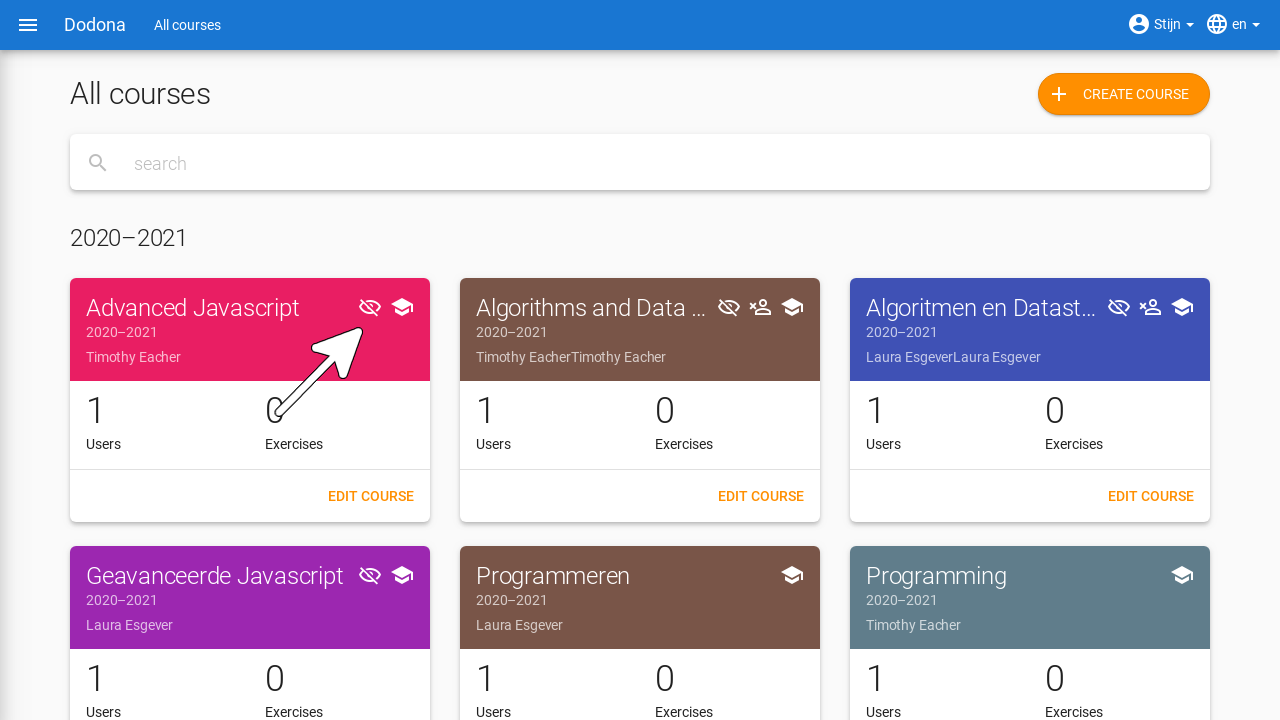 Dodona
All courses
Stijn
en
All courses
CREATE COURSE
search
2020–2021
Advanced Javascript
2020–2021
Timothy Eacher
1
0
Users
Exercises
EDIT COURSE
Algorithms and Data ...
2020–2021
Timothy EacherTimothy Eacher
1
0
Users
Exercises
EDIT COURSE
Algoritmen en Datast...
2020–2021
Laura EsgeverLaura Esgever
1
0
Users
Exercises
EDIT COURSE
Geavanceerde Javascript
2020–2021
Laura Esgever
1
0
Users
Exercises
Programmeren
2020–2021
Laura Esgever
1
0
Users
Exercises
Programming
2020–2021
Timothy Eacher
1
0
Users
Exercises